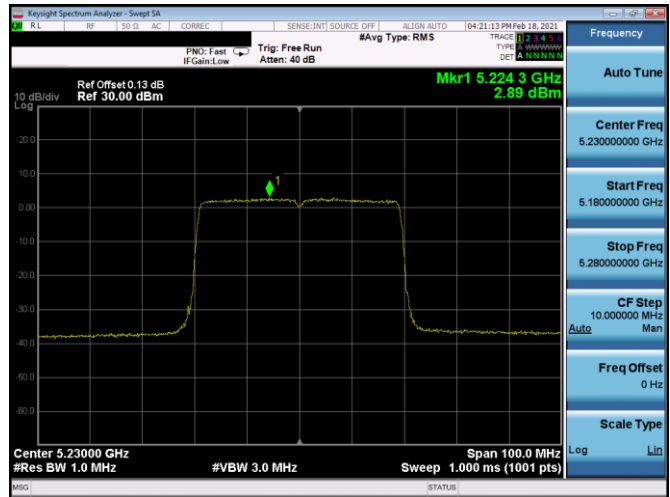 Keysight Spectrum Analyzer - Swept SA
RL RF 50 Ω AC CORREC SENSE:INT SOURCE OFF ALIGN AUTO 04:21:13 PM Feb 18, 2021
#Avg Type: RMS TRACE 1 2 3 4 5 6
PNO: Fast Trig: Free Run TYPE A WWWWW
IFGain:Low Atten: 40 dB DET A N N N N N
Mkr1 5.224 3 GHz
Ref Offset 0.13 dB
10 dB/div Ref 30.00 dBm 2.89 dBm
Log
20.0
1
10.0
0.00
-10.0
-20.0
-30.0
-40.0
-50.0
-60.0
Center 5.23000 GHz Span 100.0 MHz
#Res BW 1.0 MHz #VBW 3.0 MHz Sweep 1.000 ms (1001 pts)
MSG STATUS
Frequency
Auto Tune
Center Freq
5.230000000 GHz
Start Freq
5.180000000 GHz
Stop Freq
5.280000000 GHz
CF Step
10.000000 MHz
Auto Man
Freq Offset
0 Hz
Scale Type
Log Lin